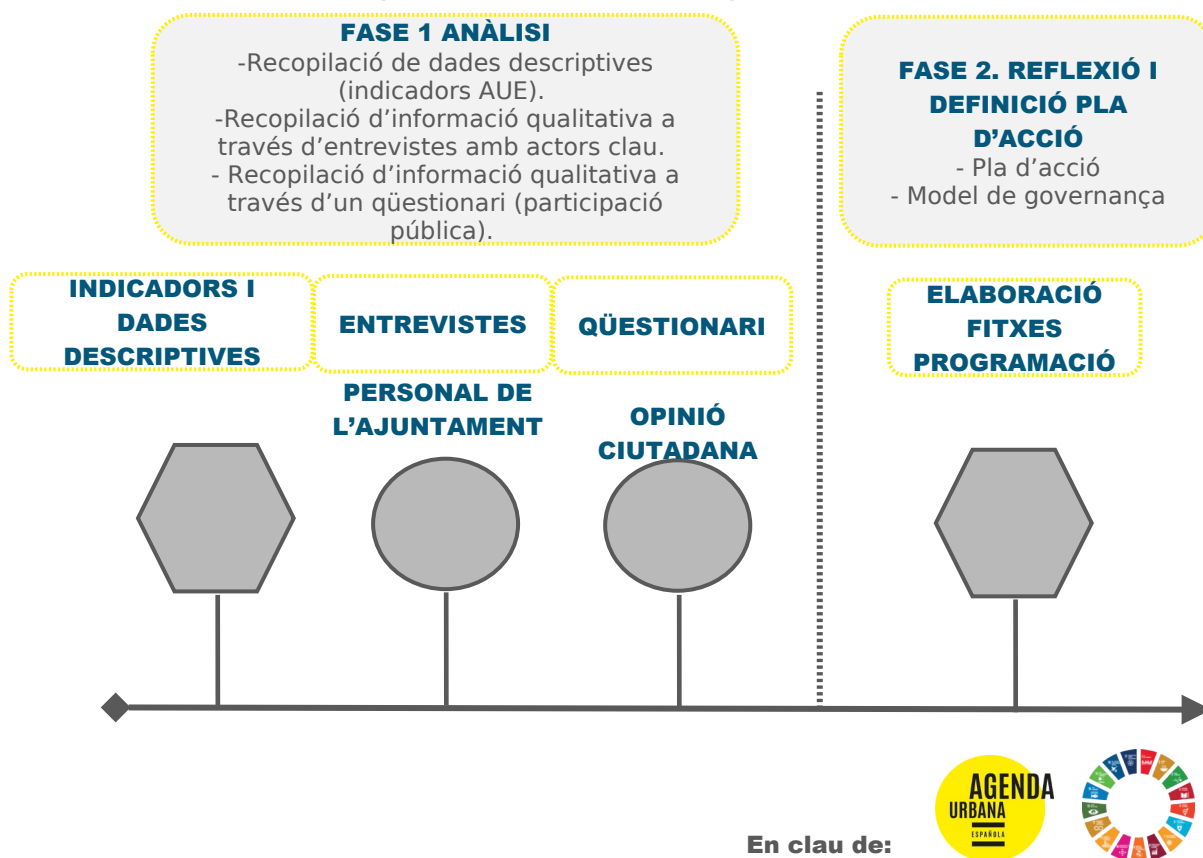 FASE 1 ANÀLISI
-Recopilació de dades descriptives
(indicadors AUE).
-Recopilació d’informació qualitativa a
través d’entrevistes amb actors clau.
- Recopilació d’informació qualitativa a
través d’un qüestionari (participació
pública).
FASE 2. REFLEXIÓ I
DEFINICIÓ PLA
D’ACCIÓ
- Pla d’acció
- Model de governança
INDICADORS I
DADES
DESCRIPTIVES
ENTREVISTES
QÜESTIONARI
ELABORACIÓ
FITXES
PROGRAMACIÓ
PERSONAL DE
L’AJUNTAMENT
OPINIÓ
CIUTADANA
En clau de:
AGENDA
URBANA
ESPAÑOLA